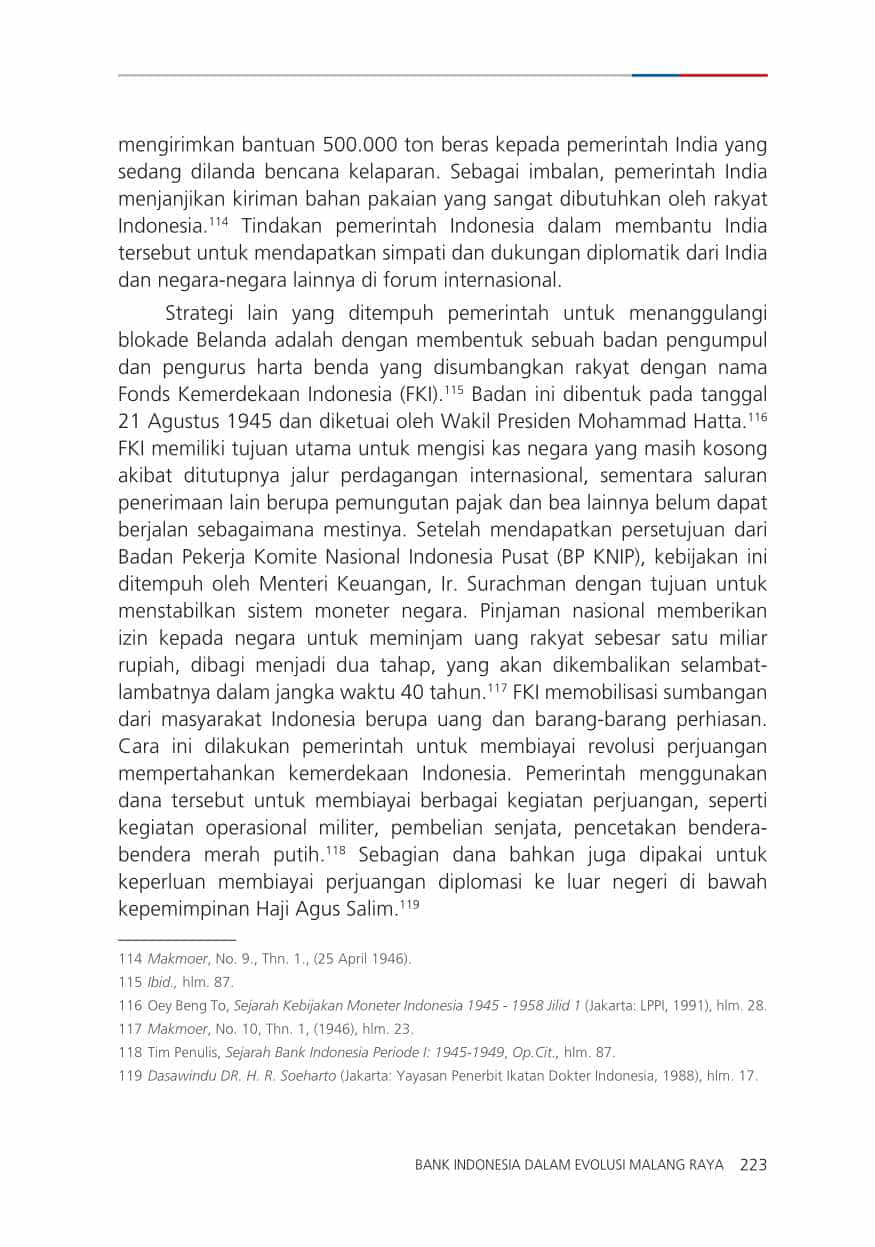 mengirimkan bantuan 500.000 ton beras kepada pemerintah India yang
sedang dilanda bencana kelaparan. Sebagai imbalan, pemerintah India
menjanjikan kiriman bahan pakaian yang sangat dibutuhkan oleh rakyat
Indonesia.114 Tindakan pemerintah Indonesia dalam membantu India
tersebut untuk mendapatkan simpati dan dukungan diplomatik dari India
dan negara-negara lainnya di forum internasional.
Strategi lain yang ditempuh pemerintah untuk menanggulangi
blokade Belanda adalah dengan membentuk sebuah badan pengumpul
dan pengurus harta benda yang disumbangkan rakyat dengan nama
Fonds Kemerdekaan Indonesia (FKI).115 Badan ini dibentuk pada tanggal
21 Agustus 1945 dan diketuai oleh Wakil Presiden Mohammad Hatta.116
FKI memiliki tujuan utama untuk mengisi kas negara yang masih kosong
akibat ditutupnya jalur perdagangan internasional, sementara saluran
penerimaan lain berupa pemungutan pajak dan bea lainnya belum dapat
berjalan sebagaimana mestinya. Setelah mendapatkan persetujuan dari
Badan Pekerja Komite Nasional Indonesia Pusat (BP KNIP), kebijakan ini
ditempuh oleh Menteri Keuangan, Ir. Surachman dengan tujuan untuk
menstabilkan sistem moneter negara. Pinjaman nasional memberikan
izin kepada negara untuk meminjam uang rakyat sebesar satu miliar
rupiah, dibagi menjadi dua tahap, yang akan dikembalikan selambat-
lambatnya dalam jangka waktu 40 tahun.117 FKI memobilisasi sumbangan
dari masyarakat Indonesia berupa uang dan barang-barang perhiasan.
Cara ini dilakukan pemerintah untuk membiayai revolusi perjuangan
mempertahankan kemerdekaan Indonesia. Pemerintah menggunakan
dana tersebut untuk membiayai berbagai kegiatan perjuangan, seperti
kegiatan operasional militer, pembelian senjata, pencetakan bendera-
bendera merah putih.118 Sebagian dana bahkan juga dipakai untuk
keperluan membiayai perjuangan diplomasi ke luar negeri di bawah
kepemimpinan Haji Agus Salim.119
114 Makmoer, No. 9., Thn. 1., (25 April 1946).
115 Ibid., hlm. 87.
116 Oey Beng To, Sejarah Kebijakan Moneter Indonesia 1945 - 1958 Jilid 1 (Jakarta: LPPI, 1991), hlm. 28.
117 Makmoer, No. 10, Thn. 1, (1946), hlm. 23.
118 Tim Penulis, Sejarah Bank Indonesia Periode I: 1945-1949, Op.Cit., hlm. 87.
119 Dasawindu DR. H. R. Soeharto (Jakarta: Yayasan Penerbit Ikatan Dokter Indonesia, 1988), hlm. 17.
BANK INDONESIA DALAM EVOLUSI MALANG RAYA 223